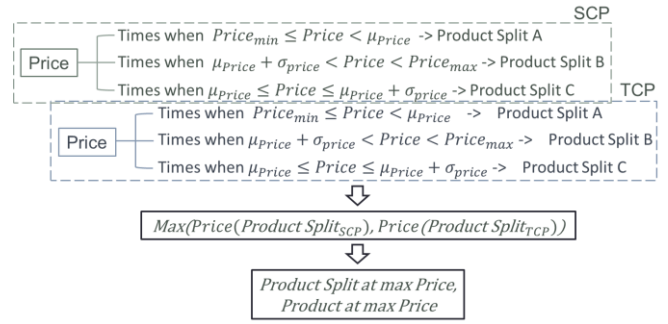 SCP
Times when Price_min ≤ Price < μ_Price -> Product Split A
Price
Times when μ_Price + σ_price < Price < Price_max -> Product Split B
Times when μ_Price ≤ Price ≤ μ_Price + σ_price -> Product Split C
TCP
Times when Price_min ≤ Price < μ_Price -> Product Split A
Price
Times when μ_Price + σ_price < Price < Price_max -> Product Split B
Times when μ_Price ≤ Price ≤ μ_Price + σ_price -> Product Split C
Max(Price(Product Split_SCP), Price(Product Split_TCP))
Product Split at max Price,
Product at max Price